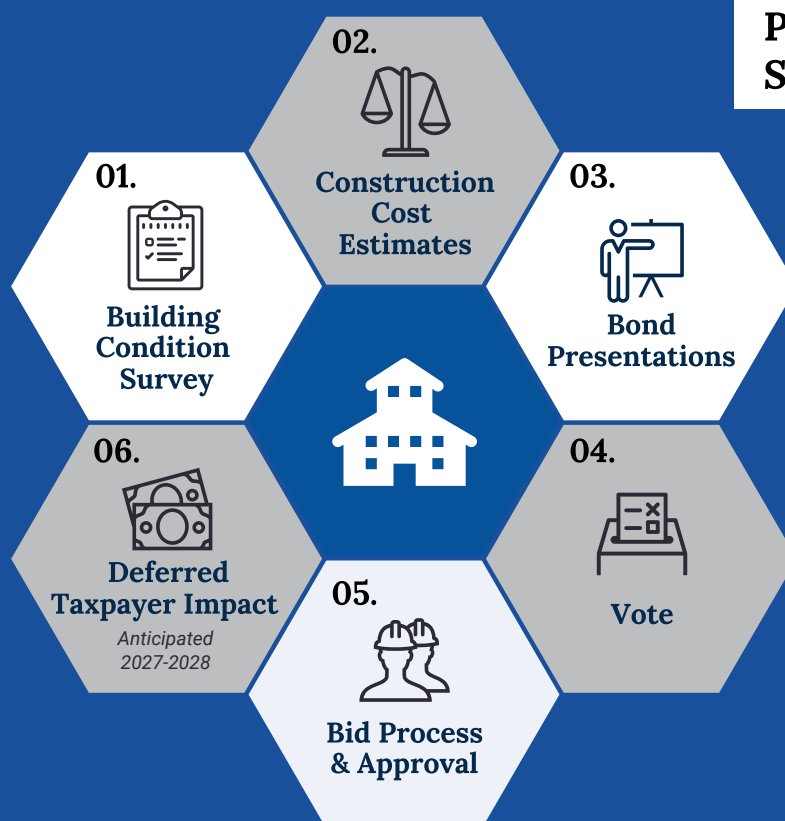 P
S
01.
Building
Condition
Survey
02.
Construction
Cost
Estimates
03.
Bond
Presentations
04.
Vote
05.
Bid Process
& Approval
06.
Deferred
Taxpayer Impact
Anticipated
2027-2028